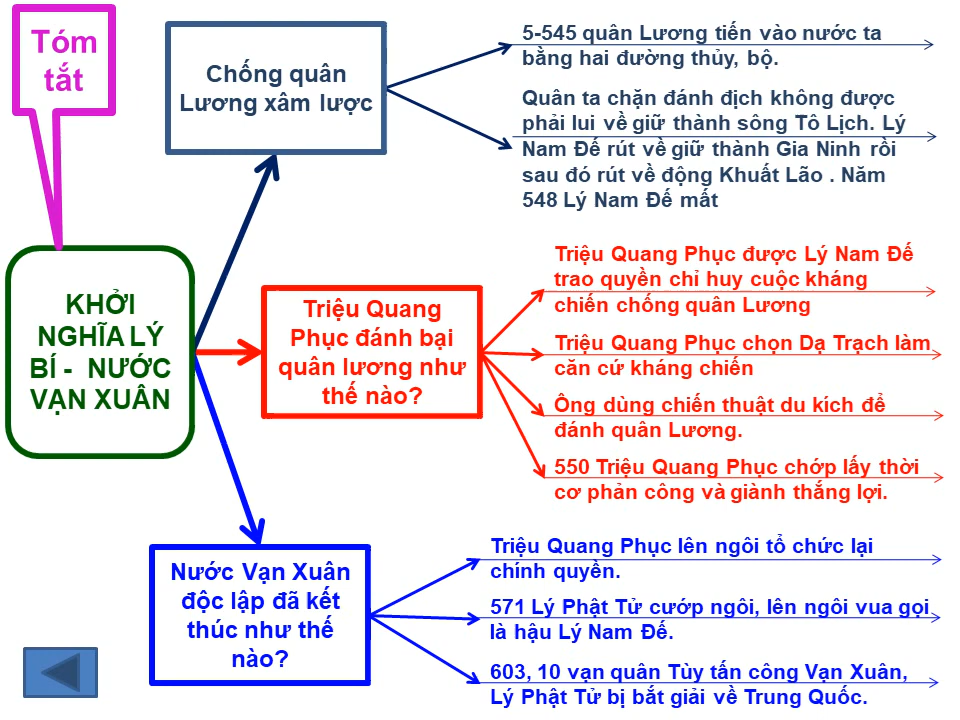 Tóm
tắt
KHỞI
NGHĨA LÝ
BÍ - NƯỚC
VẠN XUÂN
Chống quân
Lương xâm lược
5-545 quân Lương tiến vào nước ta
bằng hai đường thủy, bộ.
Quân ta chặn đánh địch không được
phải lui về giữ thành sông Tô Lịch. Lý
Nam Đế rút về giữ thành Gia Ninh rồi
sau đó rút về động Khuất Lão . Năm
548 Lý Nam Đế mất
Triệu Quang
Phục đánh bại
quân lương như
thế nào?
Triệu Quang Phục được Lý Nam Đế
trao quyền chỉ huy cuộc kháng
chiến chống quân Lương
Triệu Quang Phục chọn Dạ Trạch làm
căn cứ kháng chiến
Ông dùng chiến thuật du kích để
đánh quân Lương.
550 Triệu Quang Phục chớp lấy thời
cơ phản công và giành thắng lợi.
Nước Vạn Xuân
độc lập đã kết
thúc như thế
nào?
Triệu Quang Phục lên ngôi tổ chức lại
chính quyền.
571 Lý Phật Tử cướp ngôi, lên ngôi vua gọi
là hậu Lý Nam Đế.
603, 10 vạn quân Tùy tấn công Vạn Xuân,
Lý Phật Tử bị bắt giải về Trung Quốc.